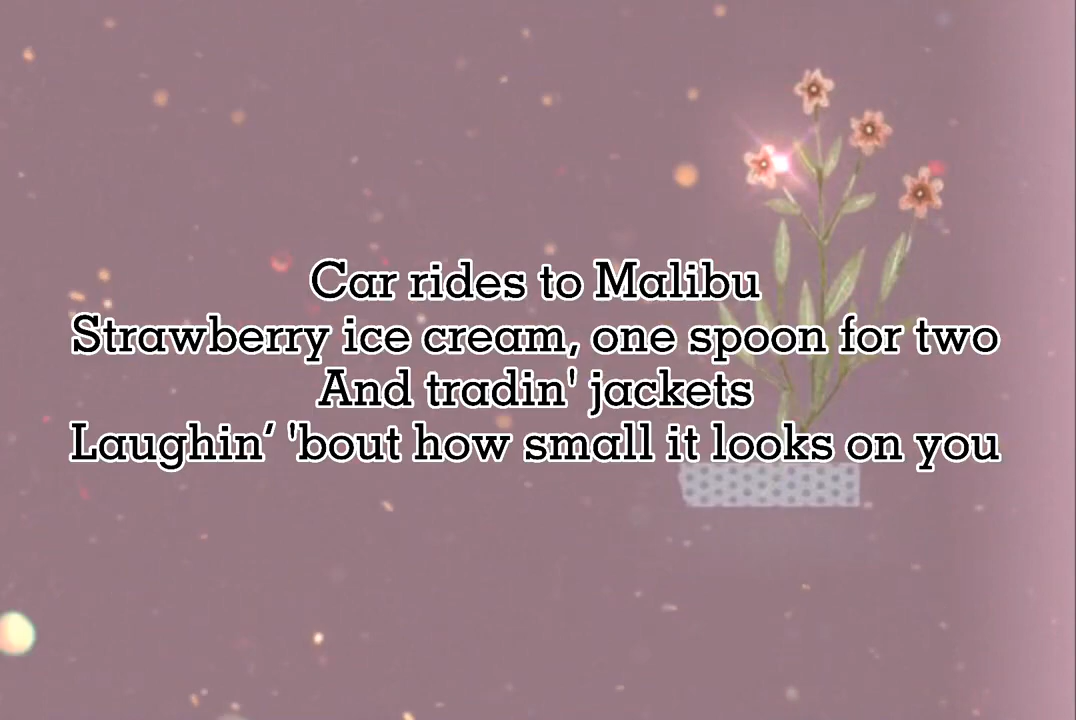 Car rides to Malibu
Strawberry ice cream, one spoon for two
And tradin' jackets
Laughin’ 'bout how small it looks on you